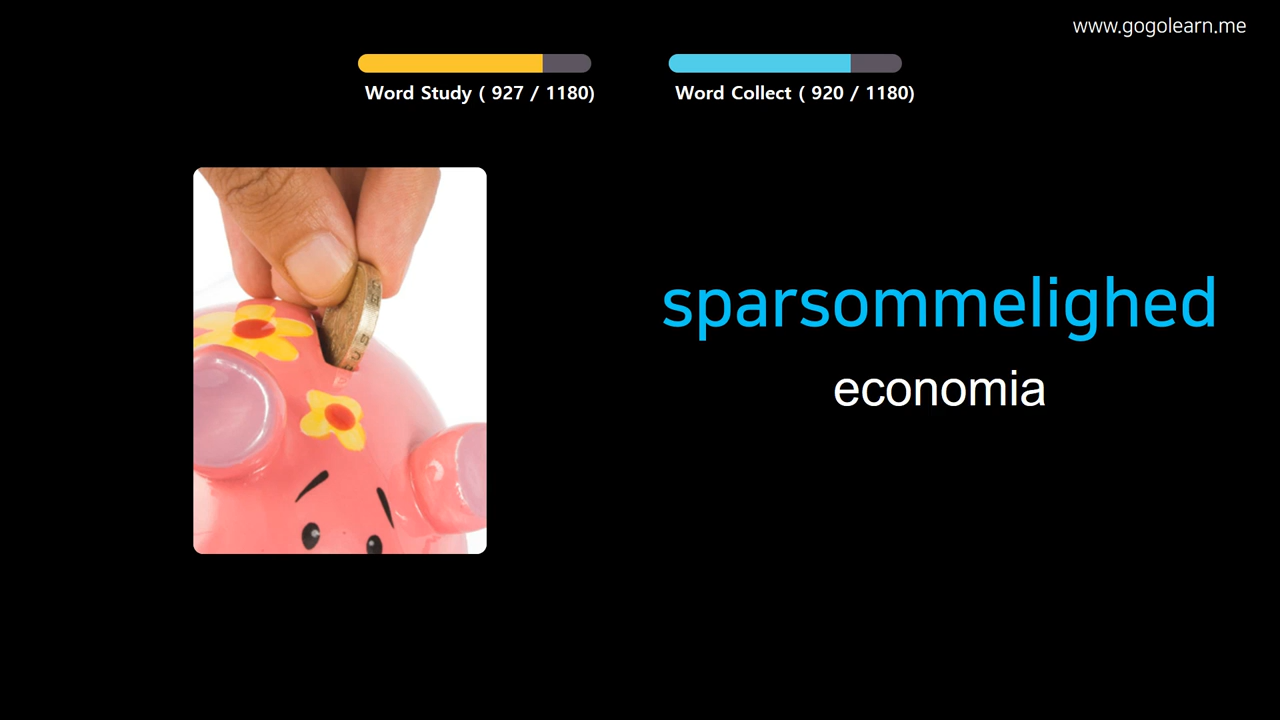 www.gogolearn.me
Word Study ( 927 / 1180)
Word Collect ( 920 / 1180)
sparsommelighed
economia